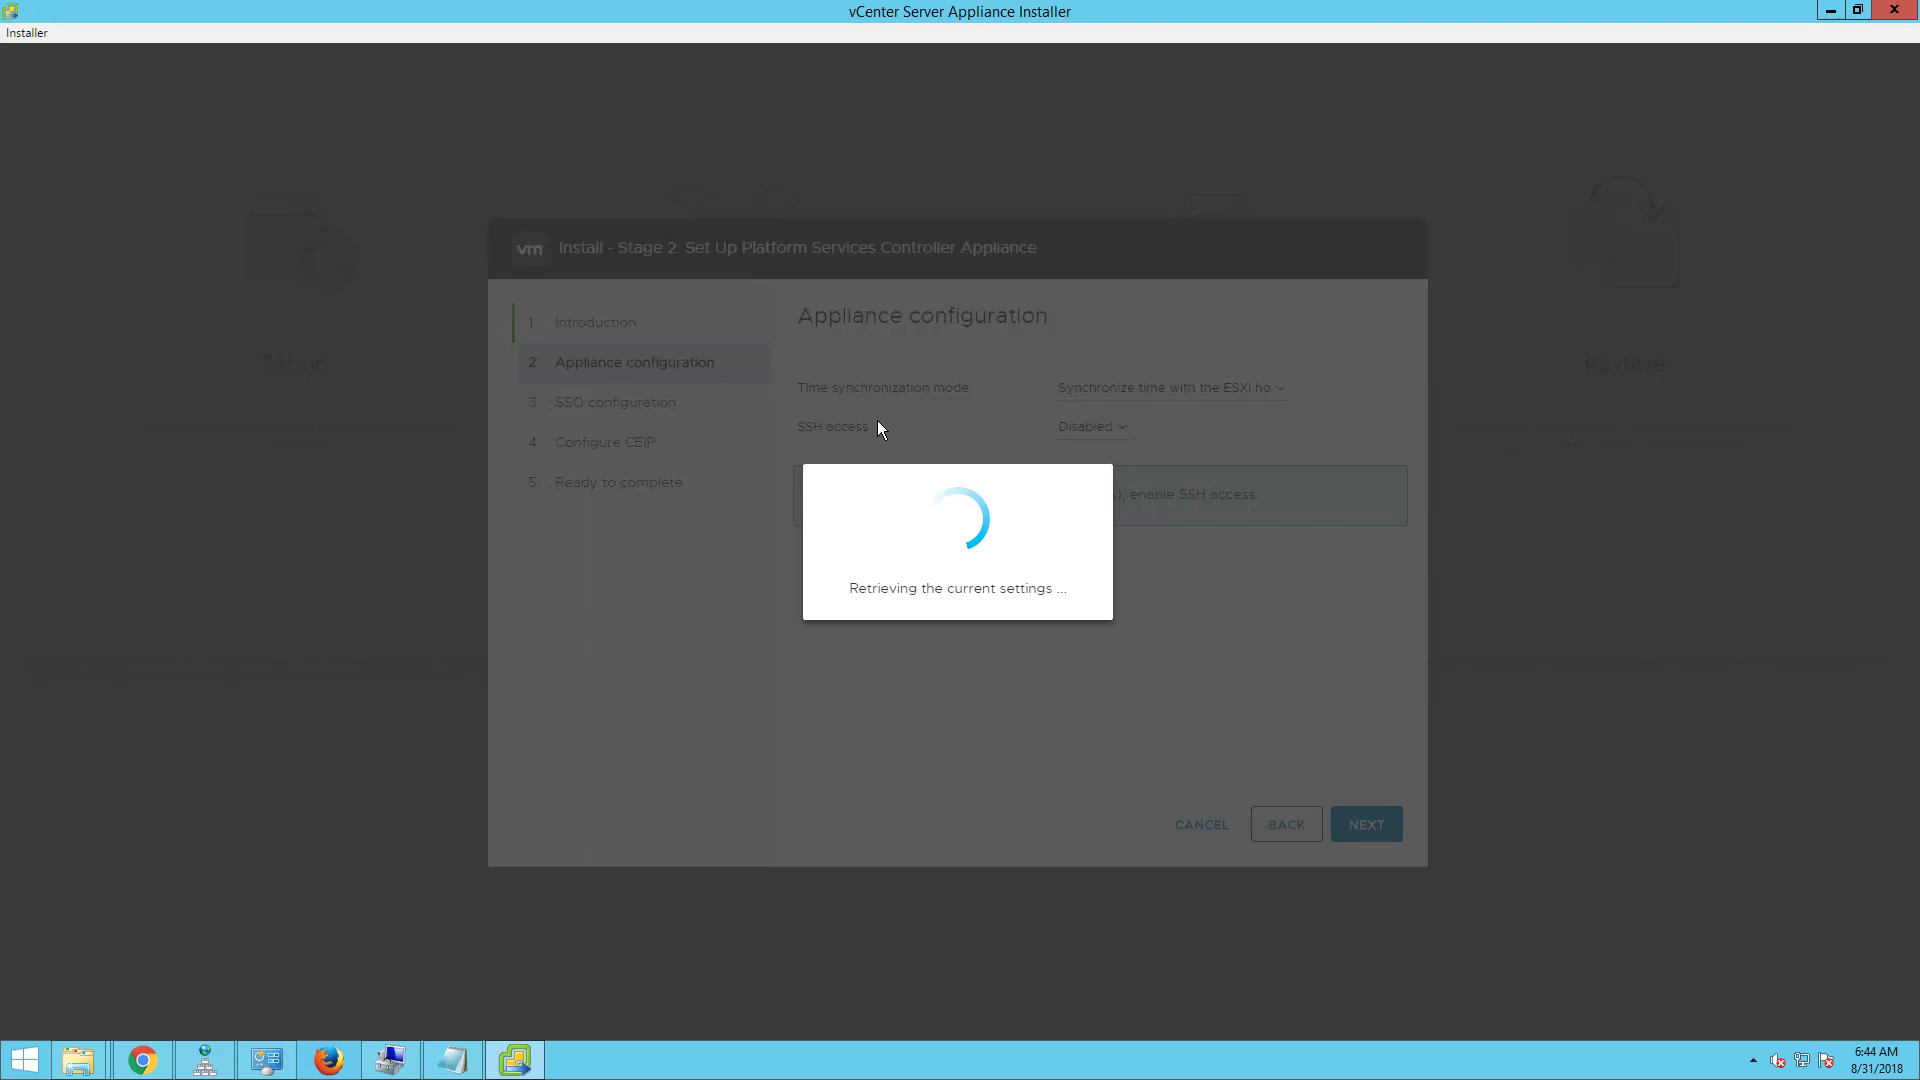 vCenter Server Appliance Installer
Installer
vm Install - Stage 2: Set Up Platform Services Controller Appliance
1 Introduction
2 Appliance configuration
3 SSO configuration
4 Configure CEIP
5 Ready to complete
Appliance configuration
Time synchronization mode Synchronize time with the ESXi ho
SSH access Disabled
), enable SSH access.
Retrieving the current settings ...
CANCEL BACK NEXT
Set up
Restore
6:44 AM
8/31/2018